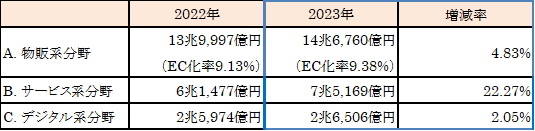 2022年 2023年 増減率
A. 物販系分野 13兆9,997億円 14兆6,760億円 4.83%
（EC化率9.13%） （EC化率9.38%）
B. サービス系分野 6兆1,477億円 7兆5,169億円 22.27%
C. デジタル系分野 2兆5,974億円 2兆6,506億円 2.05%